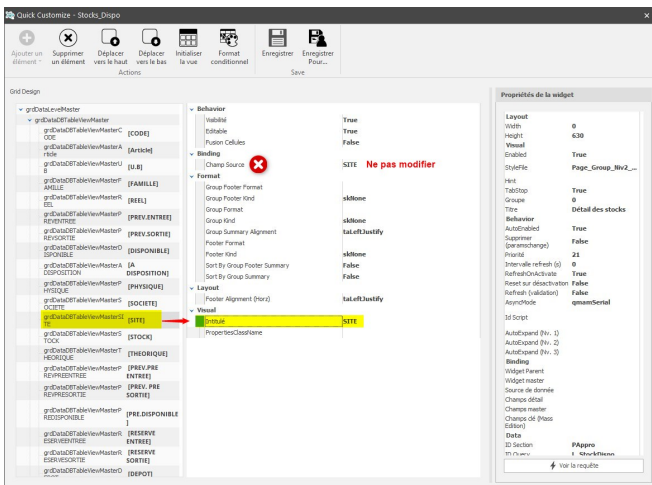 Quick Customize - Stocks_Dispo
Ajouter un élément
Supprimer un élément
Déplacer vers le haut
Déplacer vers le bas
Initialiser la vue
Format conditionnel
Enregistrer
Enregistrer Pour...
Actions
Save
Grid Design
grdDataLevelMaster
grdDataDBTableViewMaster
grdDataDBTableViewMasterCODE [CODE]
grdDataDBTableViewMasterArticle [Article]
grdDataDBTableViewMasterUB [U.B]
grdDataDBTableViewMasterFAMILLE [FAMILLE]
grdDataDBTableViewMasterREEL [REEL]
grdDataDBTableViewMasterPREVENTREE [PREV.ENTREE]
grdDataDBTableViewMasterPREVSORTIE [PREV.SORTIE]
grdDataDBTableViewMasterDISPONIBLE [DISPONIBLE]
grdDataDBTableViewMasterADISPOSITION [A DISPOSITION]
grdDataDBTableViewMasterPHYSIQUE [PHYSIQUE]
grdDataDBTableViewMasterSOCIETE [SOCIETE]
grdDataDBTableViewMasterSITE [SITE]
grdDataDBTableViewMasterSTOCK [STOCK]
grdDataDBTableViewMasterTHEORIQUE [THEORIQUE]
grdDataDBTableViewMasterPREVPREENTREE [PREV.PRE ENTREE]
grdDataDBTableViewMasterPREVPRESORTIE [PREV. PRE SORTIE]
grdDataDBTableViewMasterPREDISPONIBLE [PRE.DISPONIBLE]
grdDataDBTableViewMasterRESERVEENTREE [RESERVE ENTREE]
grdDataDBTableViewMasterRESERVESORTIE [RESERVE SORTIE]
grdDataDBTableViewMasterD [DEPOT]
Behavior
Visibilité True
Editable True
Fusion Cellules False
Binding
Champ Source SITE Ne pas modifier
Format
Group Footer Format
Group Footer Kind skNone
Group Format
Group Kind skNone
Group Summary Alignment taLeftJustify
Footer Format
Footer Kind skNone
Sort By Group Footer Summary False
Sort By Group Summary False
Layout
Footer Alignment (Horz) taLeftJustify
Visual
Intitulé SITE
PropertiesClassName
Propriétés de la widget
Layout
Width 0
Height 630
Visual
Enabled True
StyleFile Page_Group_Niv2_...
Hint
TabStop True
Groupe 0
Titre Détail des stocks
Behavior
AutoEnabled True
Supprimer (paramschange) False
Priorité 21
Intervalle refresh (s) 0
RefreshOnActivate True
Reset sur désactivation False
Refresh (validation) False
AsyncMode qmamSerial
Id Script
AutoExpand (Nv. 1)
AutoExpand (Nv. 2)
AutoExpand (Nv. 3)
Binding
Widget Parent
Widget master
Source de donnée
Champs détail
Champs master
Champs clé (Mass Edition)
Data
ID Section PAppro
ID Query L_StockDispo
Voir la requête